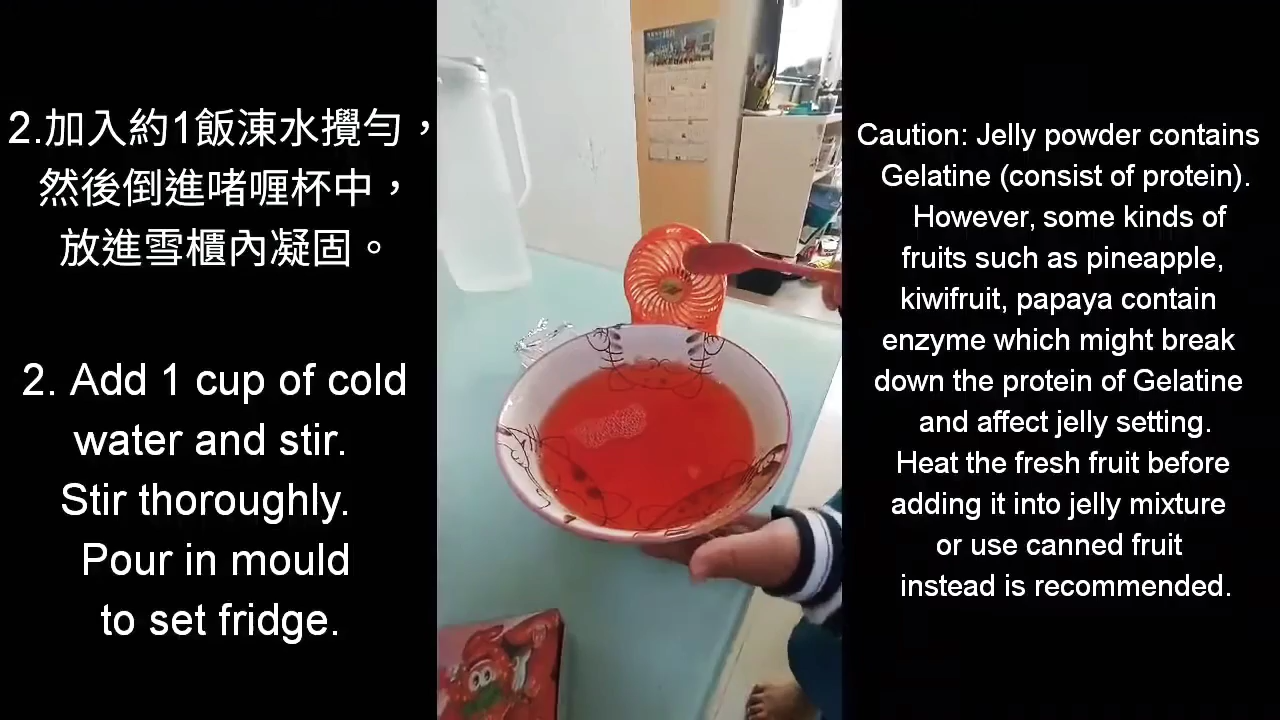 2.加入約1飯涷水攪勻，
然後倒進啫喱杯中，
放進雪櫃內凝固。
2. Add 1 cup of cold
water and stir.
Stir thoroughly.
Pour in mould
to set fridge.
Caution: Jelly powder contains
Gelatine (consist of protein).
However, some kinds of
fruits such as pineapple,
kiwifruit, papaya contain
enzyme which might break
down the protein of Gelatine
and affect jelly setting.
Heat the fresh fruit before
adding it into jelly mixture
or use canned fruit
instead is recommended.